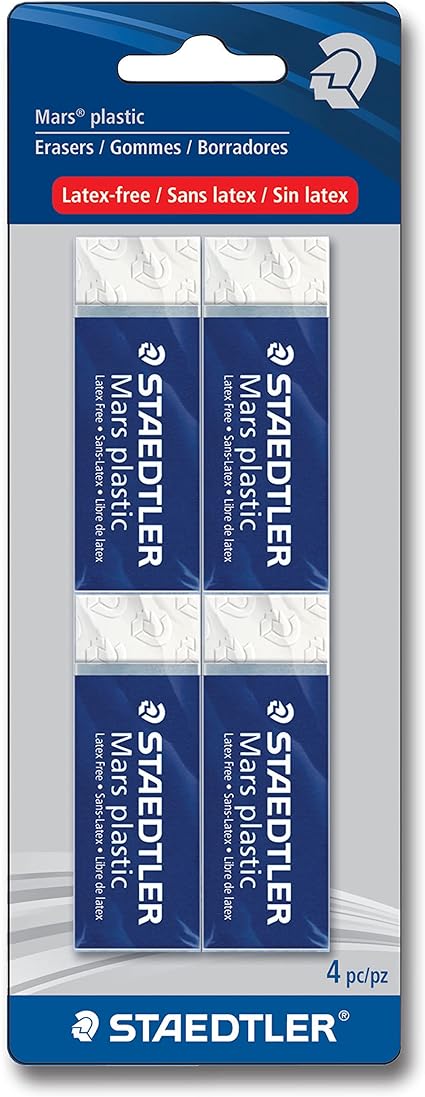 Mars® plastic
Erasers / Gommes / Borradores
Latex-free / Sans latex / Sin latex
STAEDTLER
Mars plastic
Latex Free • Sans-Latex • Libre de latex
STAEDTLER
Mars plastic
Latex Free • Sans-Latex • Libre de latex
STAEDTLER
Mars plastic
Latex Free • Sans-Latex • Libre de latex
STAEDTLER
Mars plastic
Latex Free • Sans-Latex • Libre de latex
4 pc/pz
STAEDTLER®